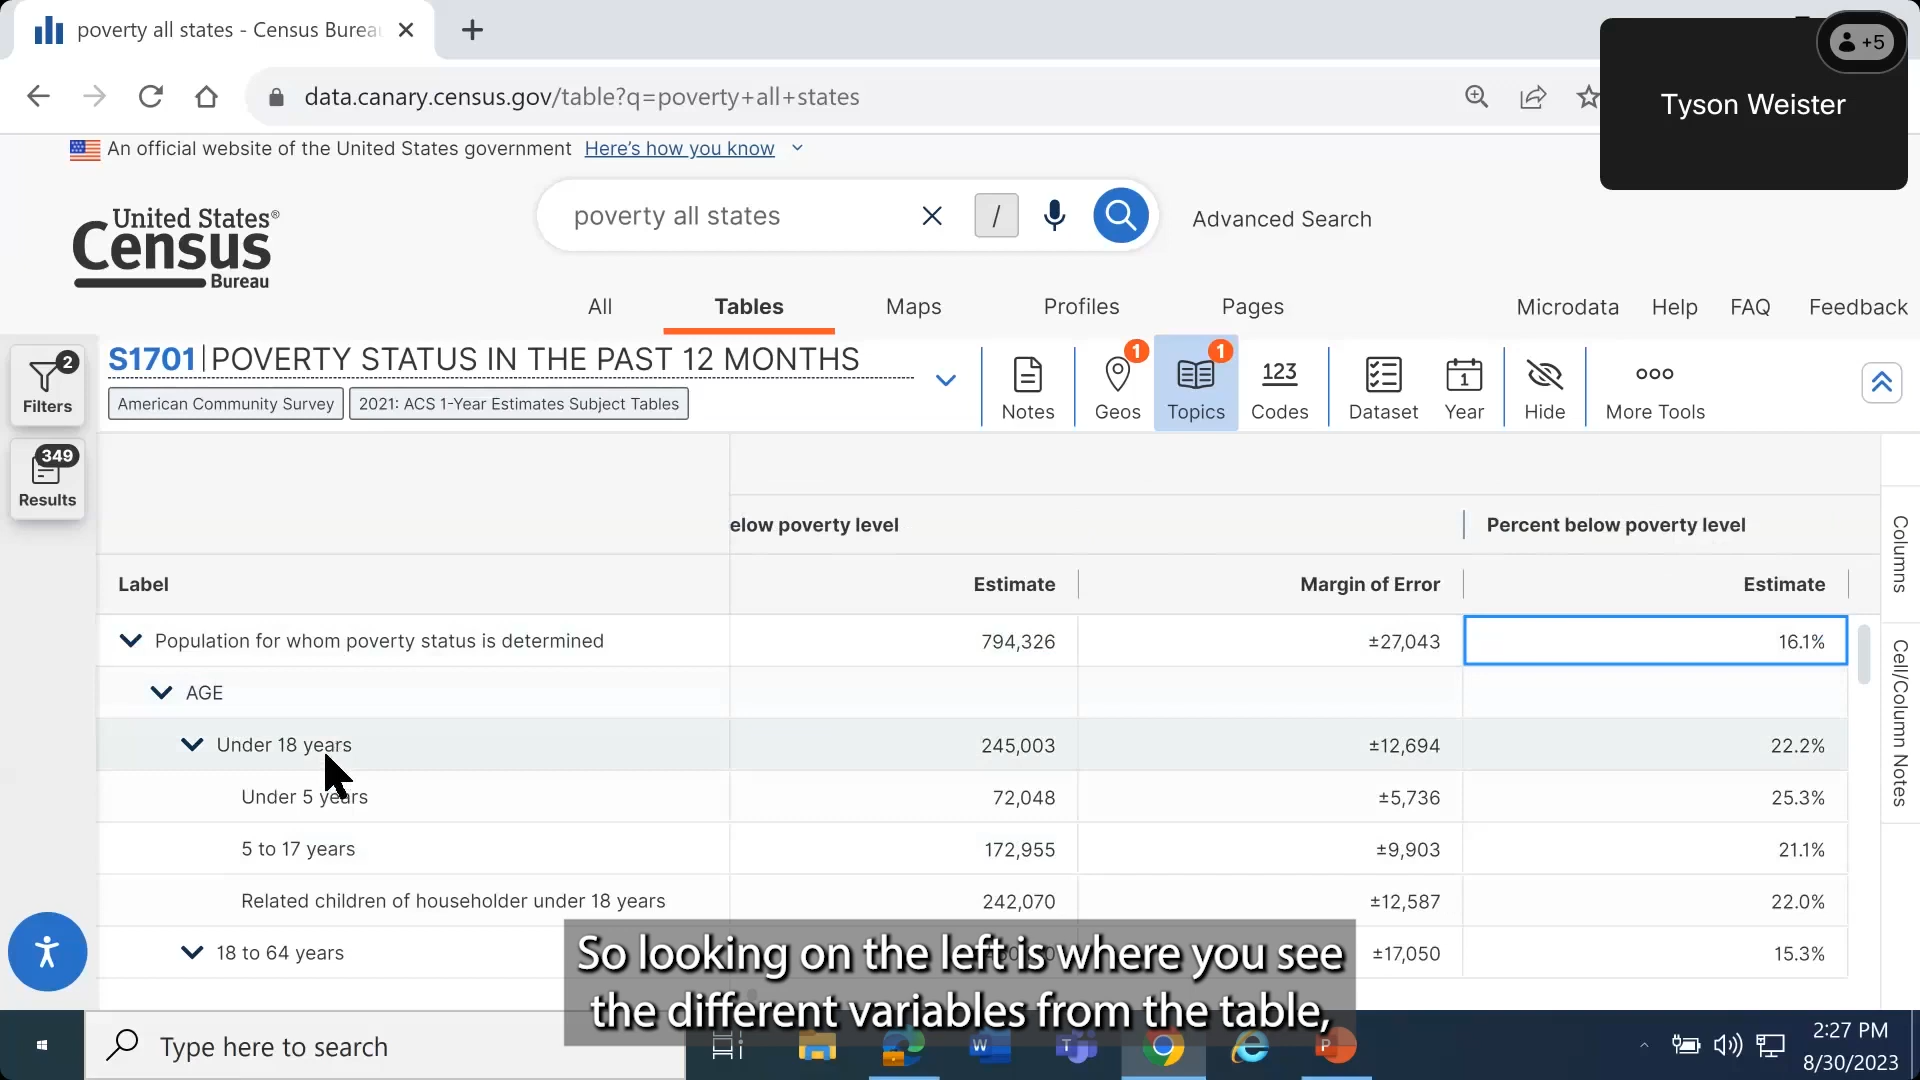 poverty all states - Census Burea
+5
Tyson Weister
data.canary.census.gov/table?q=poverty+all+states
An official website of the United States government Here's how you know
United States®
Census
Bureau
poverty all states
/
Advanced Search
All Tables Maps Profiles Pages Microdata Help FAQ Feedback
2
Filters
S1701 | POVERTY STATUS IN THE PAST 12 MONTHS
American Community Survey 2021: ACS 1-Year Estimates Subject Tables
Notes
1
Geos
1
Topics
123
Codes
Dataset
1
Year
Hide
More Tools
349
Results
elow poverty level Percent below poverty level
Label Estimate Margin of Error Estimate
Population for whom poverty status is determined 794,326 ±27,043 16.1%
AGE
Under 18 years 245,003 ±12,694 22.2%
Under 5 years 72,048 ±5,736 25.3%
5 to 17 years 172,955 ±9,903 21.1%
Related children of householder under 18 years 242,070 ±12,587 22.0%
18 to 64 years ±17,050 15.3%
Columns
Cell/Column Notes
So looking on the left is where you see
the different variables from the table,
Type here to search
W
T
P
2:27 PM
8/30/2023